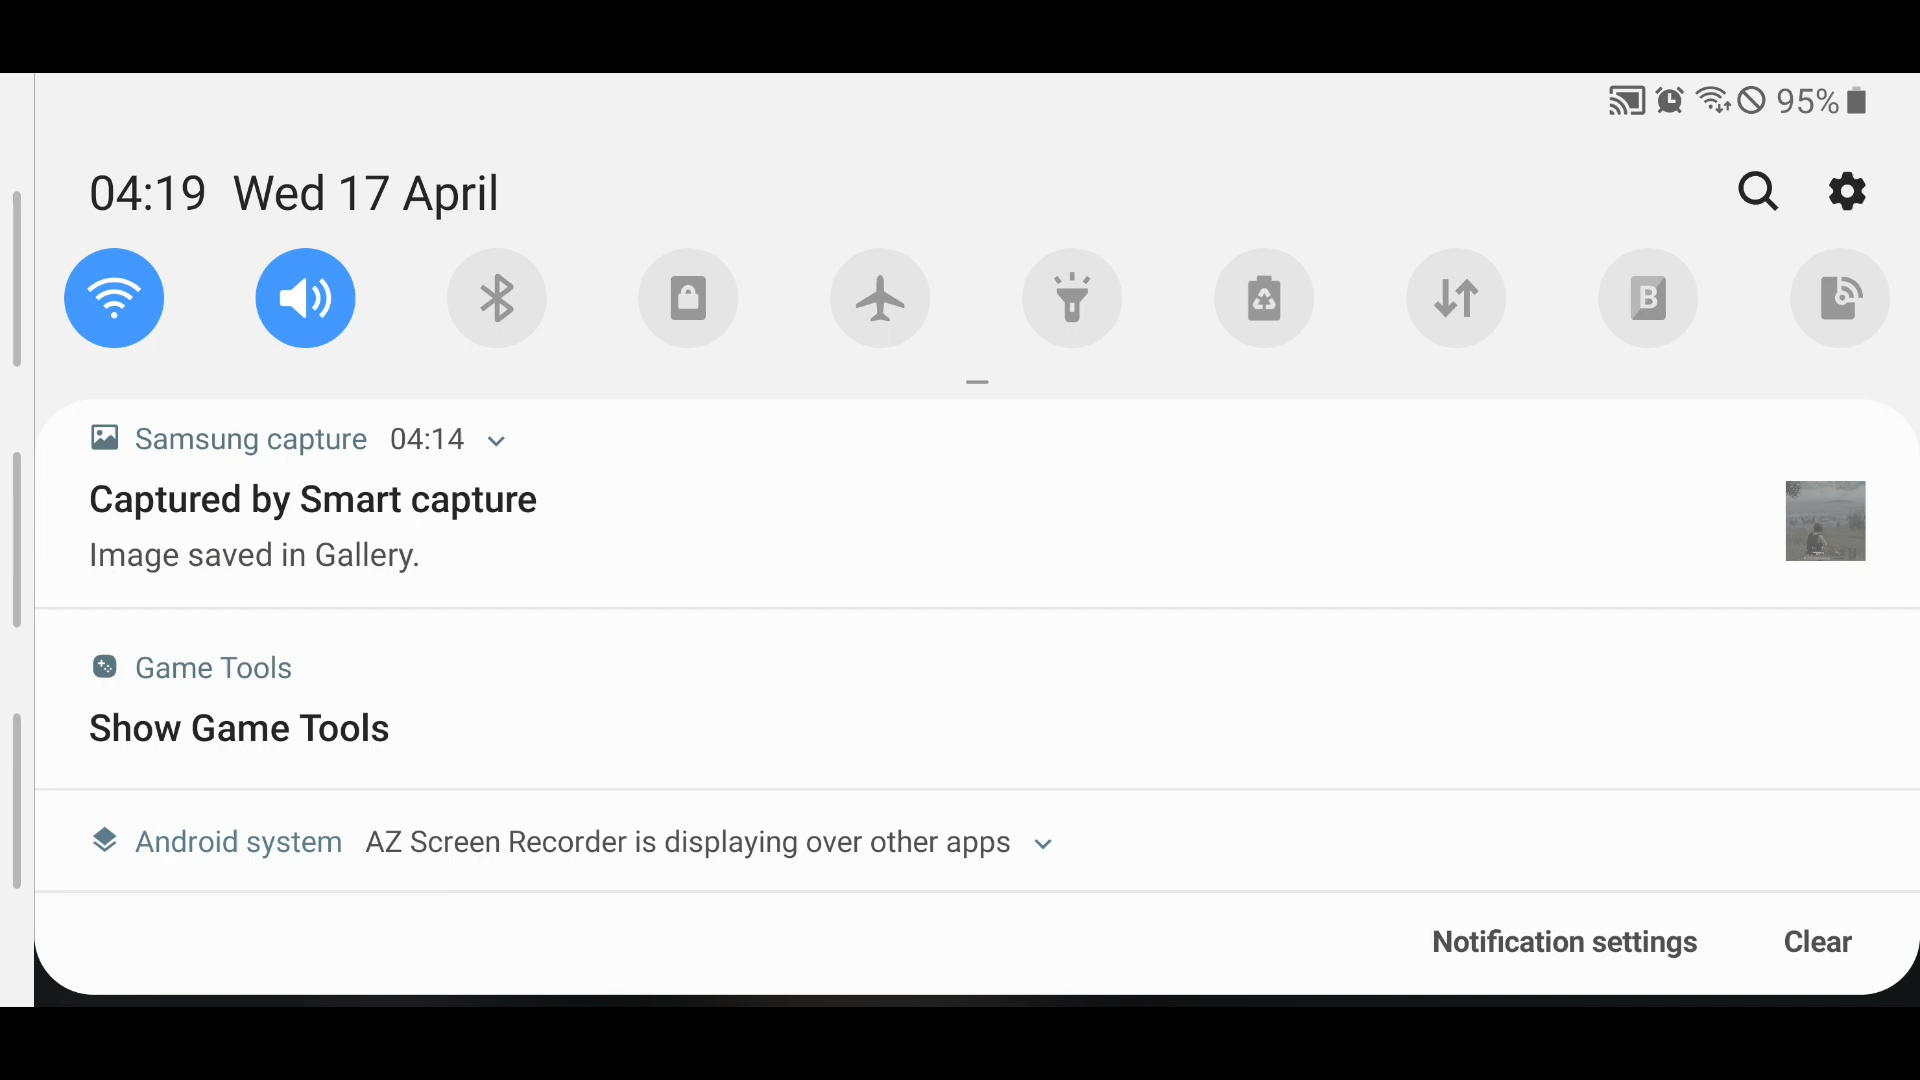 95%
04:19 Wed 17 April
B
Samsung capture 04:14
Captured by Smart capture
Image saved in Gallery.
Game Tools
Show Game Tools
Android system AZ Screen Recorder is displaying over other apps
Notification settings Clear